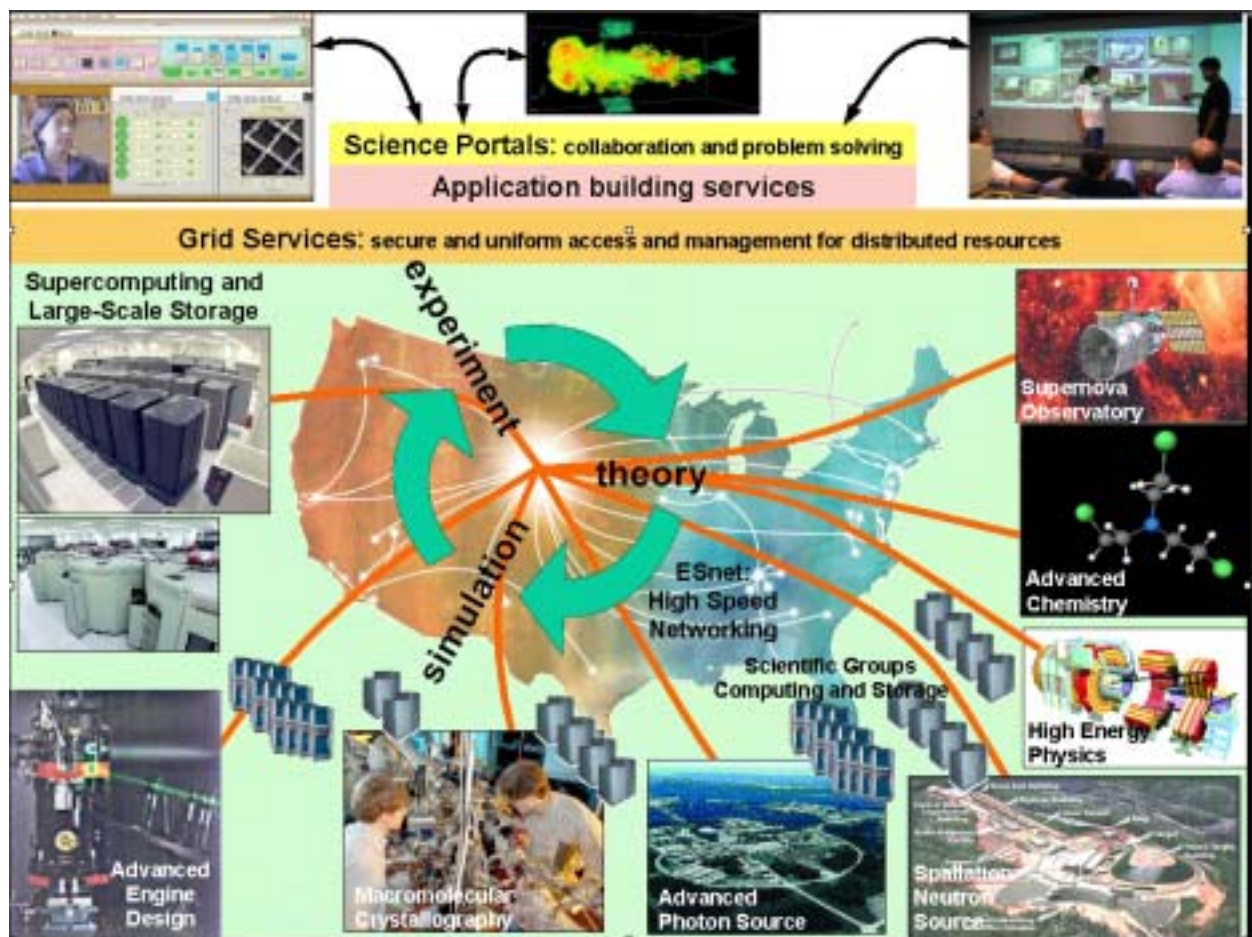 Science Portals: collaboration and problem solving
Application building services
Grid Services: secure and uniform access and management for distributed resources
Supercomputing and
Large-Scale Storage
experiment
theory
simulation
ESnet:
High Speed
Networking
Scientific Groups
Computing and Storage
Supernova
Observatory
Advanced
Chemistry
High Energy
Physics
Spallation
Neutron
Source
Advanced
Photon Source
Macromolecular
Crystallography
Advanced
Engine
Design